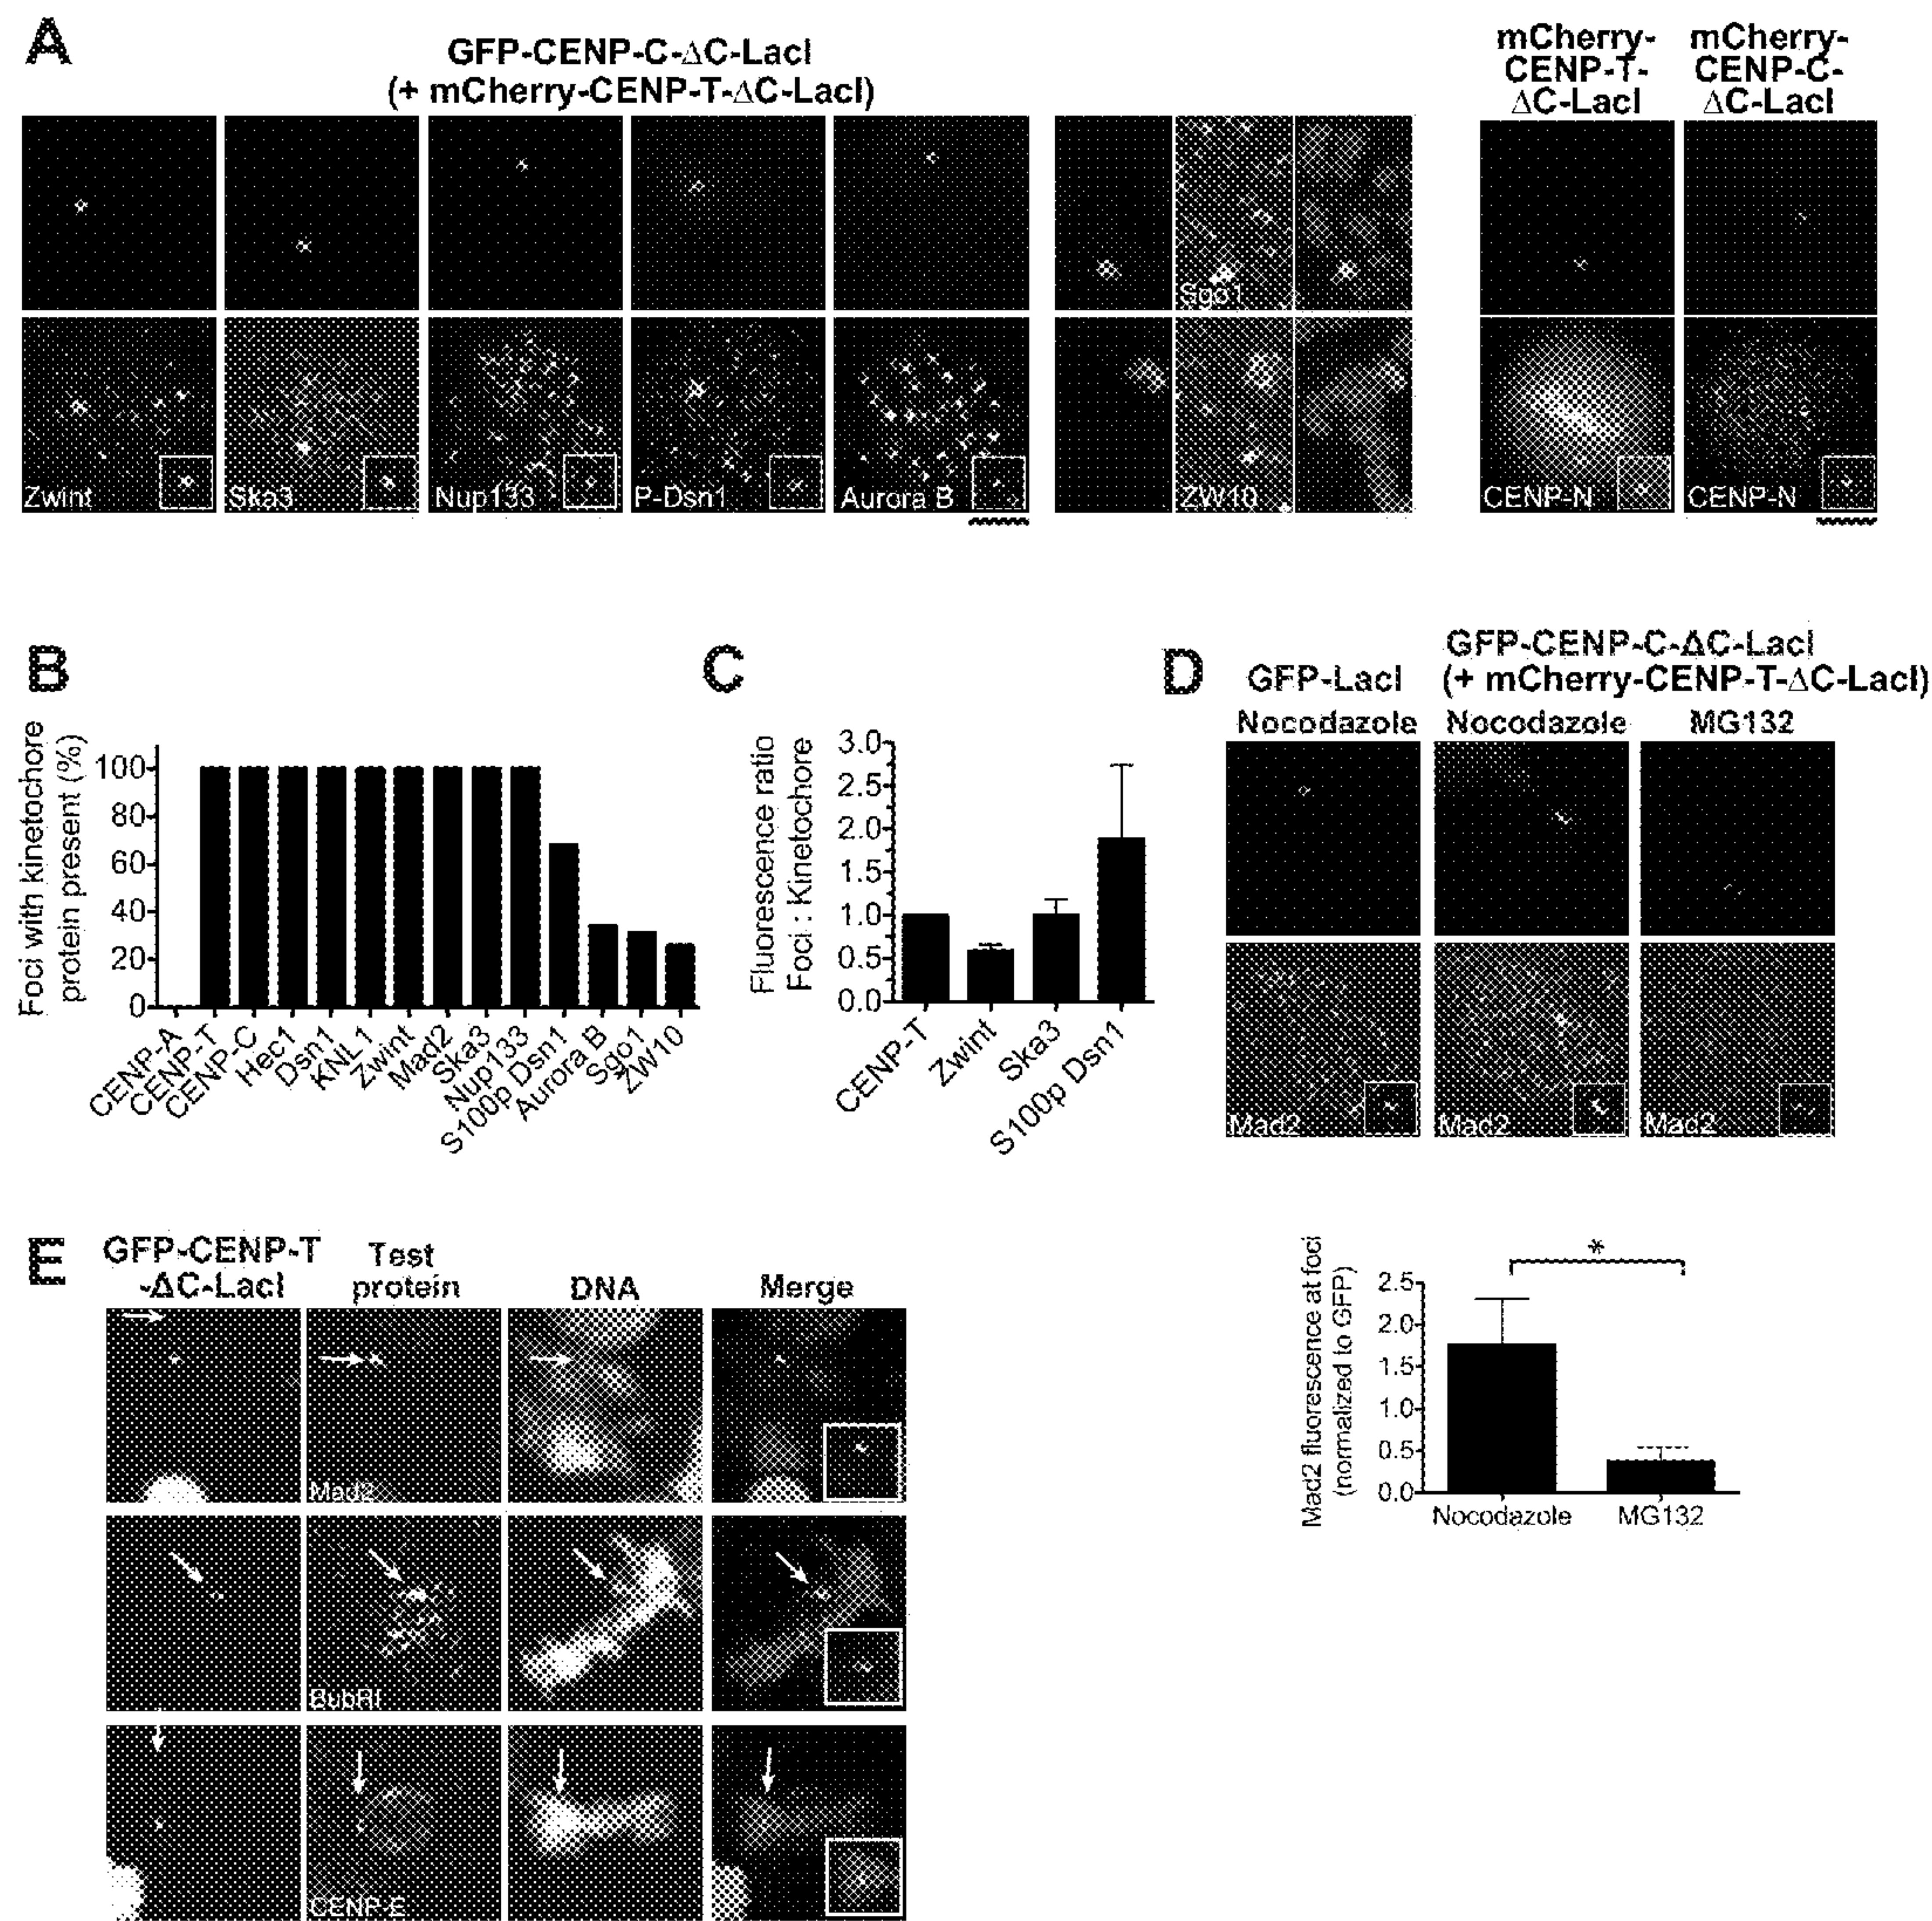 A
GFP-CENP-C-ΔC-LacI
(+ mCherry-CENP-T-ΔC-LacI)
mCherry-
CENP-T-
ΔC-LacI
mCherry-
CENP-C-
ΔC-LacI
Sgo1
Zwint
Ska3
Nup133
P-Dsn1
Aurora B
ZW10
CENP-N
CENP-N
B
Foci with kinetochore
protein present (%)
100
80
60
40
20
0
CENP-A
CENP-T
CENP-C
Hec1
Dsn1
KNL1
Zwint
Mad2
Ska3
Nup133
S100p Dsn1
Aurora B
Sgo1
ZW10
C
Fluorescence ratio
Foci : Kinetochore
3.0
2.5
2.0
1.5
1.0
0.5
0.0
CENP-T
Zwint
Ska3
S100p Dsn1
D
GFP-LacI
Nocodazole
GFP-CENP-C-ΔC-LacI
(+ mCherry-CENP-T-ΔC-LacI)
Nocodazole
MG132
Mad2
Mad2
Mad2
Mad2 fluorescence at foci
(normalized to GFP)
2.5
2.0
1.5
1.0
0.5
0.0
*
Nocodazole
MG132
E
GFP-CENP-T
-ΔC-LacI
Test
protein
DNA
Merge
Mad2
BubRI
CENP-E